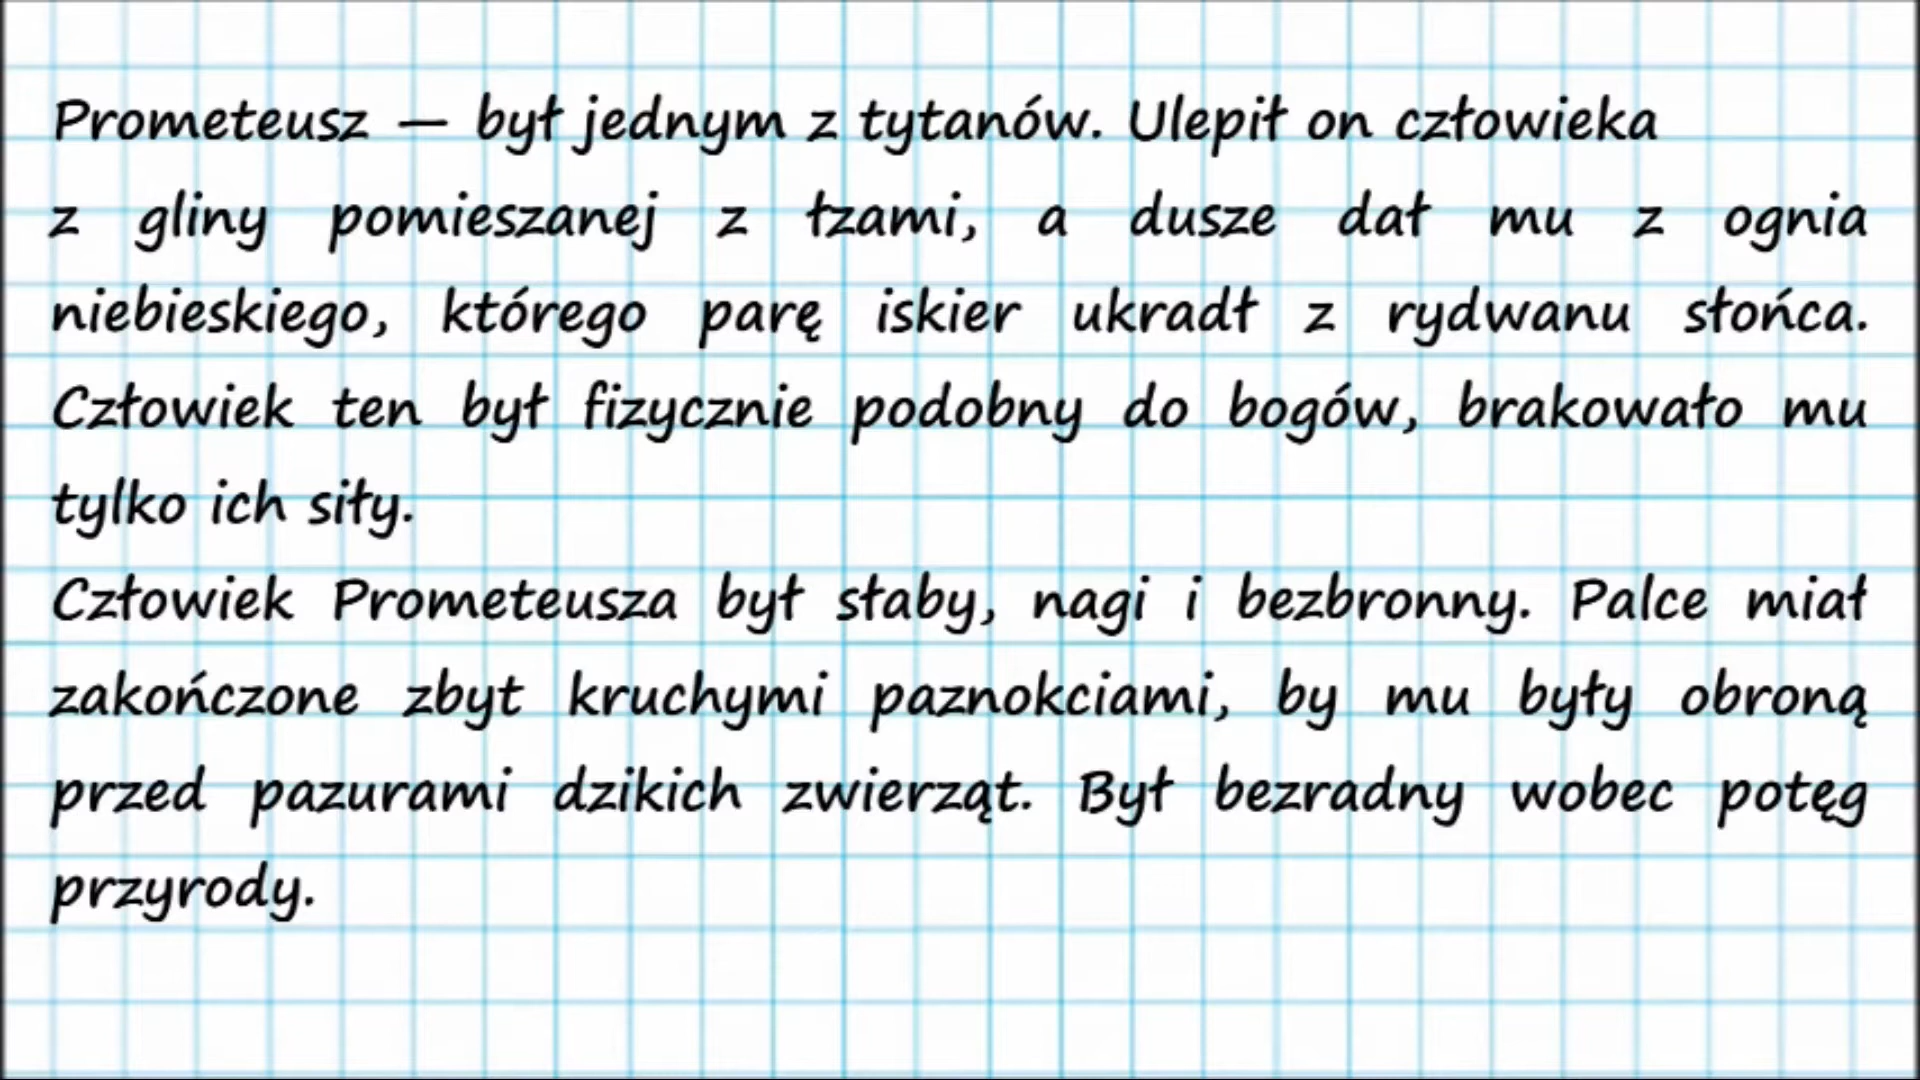 Prometeusz — był jednym z tytanów. Ulepił on człowieka
z gliny pomieszanej z łzami, a dusze dał mu z ognia
niebieskiego, którego parę iskier ukradł z rydwanu słońca.
Człowiek ten był fizycznie podobny do bogów, brakowało mu
tylko ich siły.
Człowiek Prometeusza był słaby, nagi i bezbronny. Palce miał
zakończone zbyt kruchymi paznokciami, by mu były obroną
przed pazurami dzikich zwierząt. Był bezradny wobec potęg
przyrody.